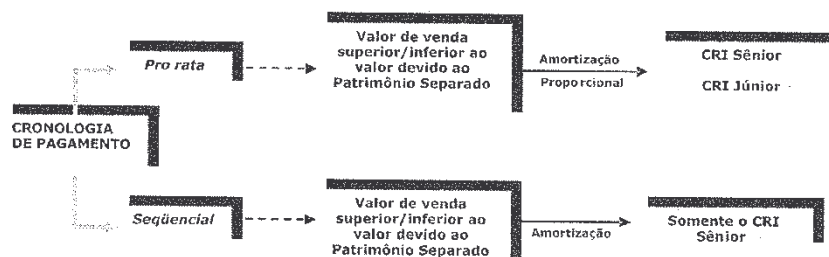 Pro rata
Valor de venda
superior/inferior ao
valor devido ao
Patrimônio Separado
Amortização
Proporcional
CRI Sênior
CRI Júnior
CRONOLOGIA
DE PAGAMENTO
Seqüencial
Valor de venda
superior/inferior ao
valor devido ao
Patrimônio Separado
Amortização
Somente o CRI
Sênior